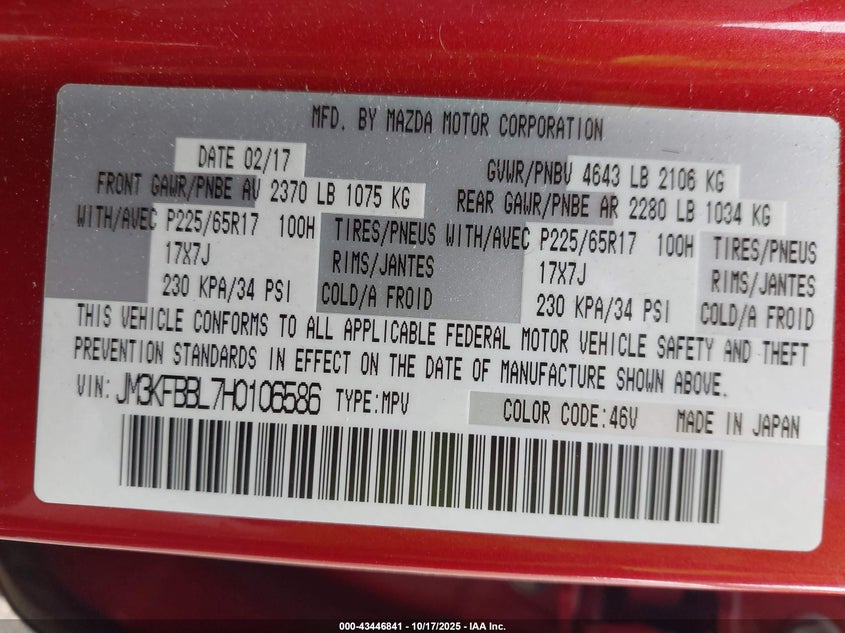 MFD. BY MAZDA MOTOR CORPORATION
DATE 02/17 GVWR/PNBV 4643 LB 2106 KG
FRONT GAWR/PNBE AV 2370 LB 1075 KG REAR GAWR/PNBE AR 2280 LB 1034 KG
WITH/AVEC P225/65R17 100H TIRES/PNEUS WITH/AVEC P225/65R17 100H TIRES/PNEUS
17X7J RIMS/JANTES 17X7J RIMS/JANTES
230 KPA/34 PSI COLD/A FROID 230 KPA/34 PSI COLD/A FROID
THIS VEHICLE CONFORMS TO ALL APPLICABLE FEDERAL MOTOR VEHICLE SAFETY AND THEFT
PREVENTION STANDARDS IN EFFECT ON THE DATE OF MANUFACTURE SHOWN ABOVE.
VIN: JM3KFBBL7H0106586 TYPE:MPV COLOR CODE:46V MADE IN JAPAN
000-43446841 | 10/17/2025 - IAA Inc.